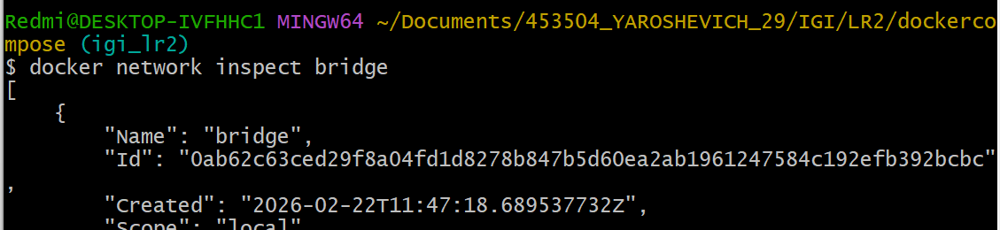 Redmi@DESKTOP-IVFHHC1 MINGW64 ~/Documents/453504_YAROSHEVICH_29/IGI/LR2/dockerco
mpose (igi_lr2)
$ docker network inspect bridge
[
    {
        "Name": "bridge",
        "Id": "0ab62c63ced29f8a04fd1d8278b847b5d60ea2ab1961247584c192efb392bcbc"
,
        "Created": "2026-02-22T11:47:18.689537732Z",
        "Scope": "local"